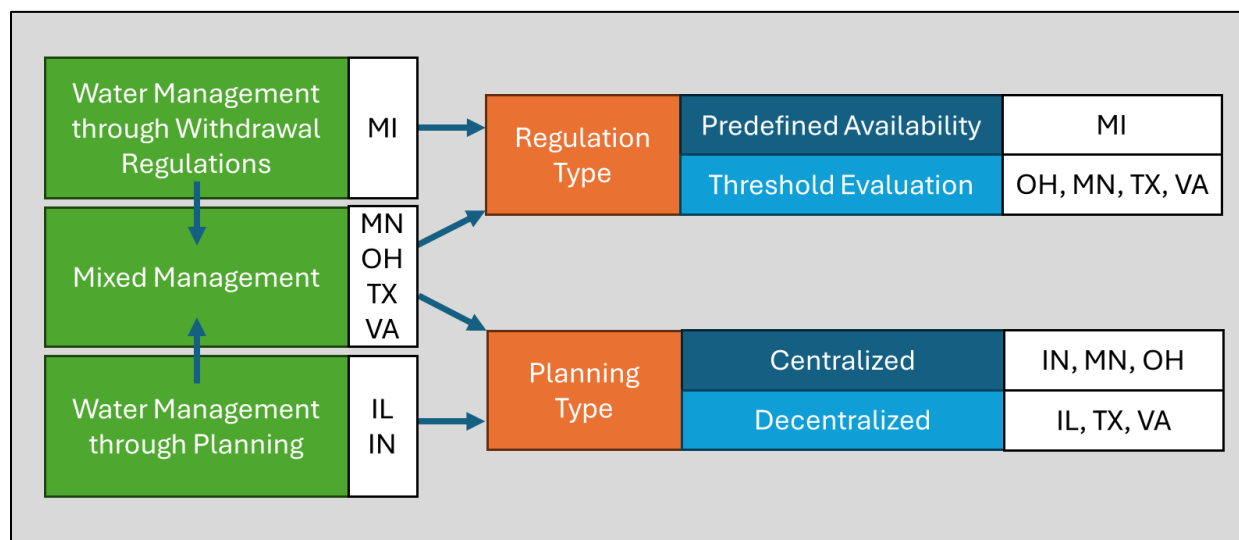 Water Management
through Withdrawal
Regulations
MI
Mixed Management
MN
OH
TX
VA
Water Management
through Planning
IL
IN
Regulation
Type
Predefined Availability
MI
Threshold Evaluation
OH, MN, TX, VA
Planning
Type
Centralized
IN, MN, OH
Decentralized
IL, TX, VA